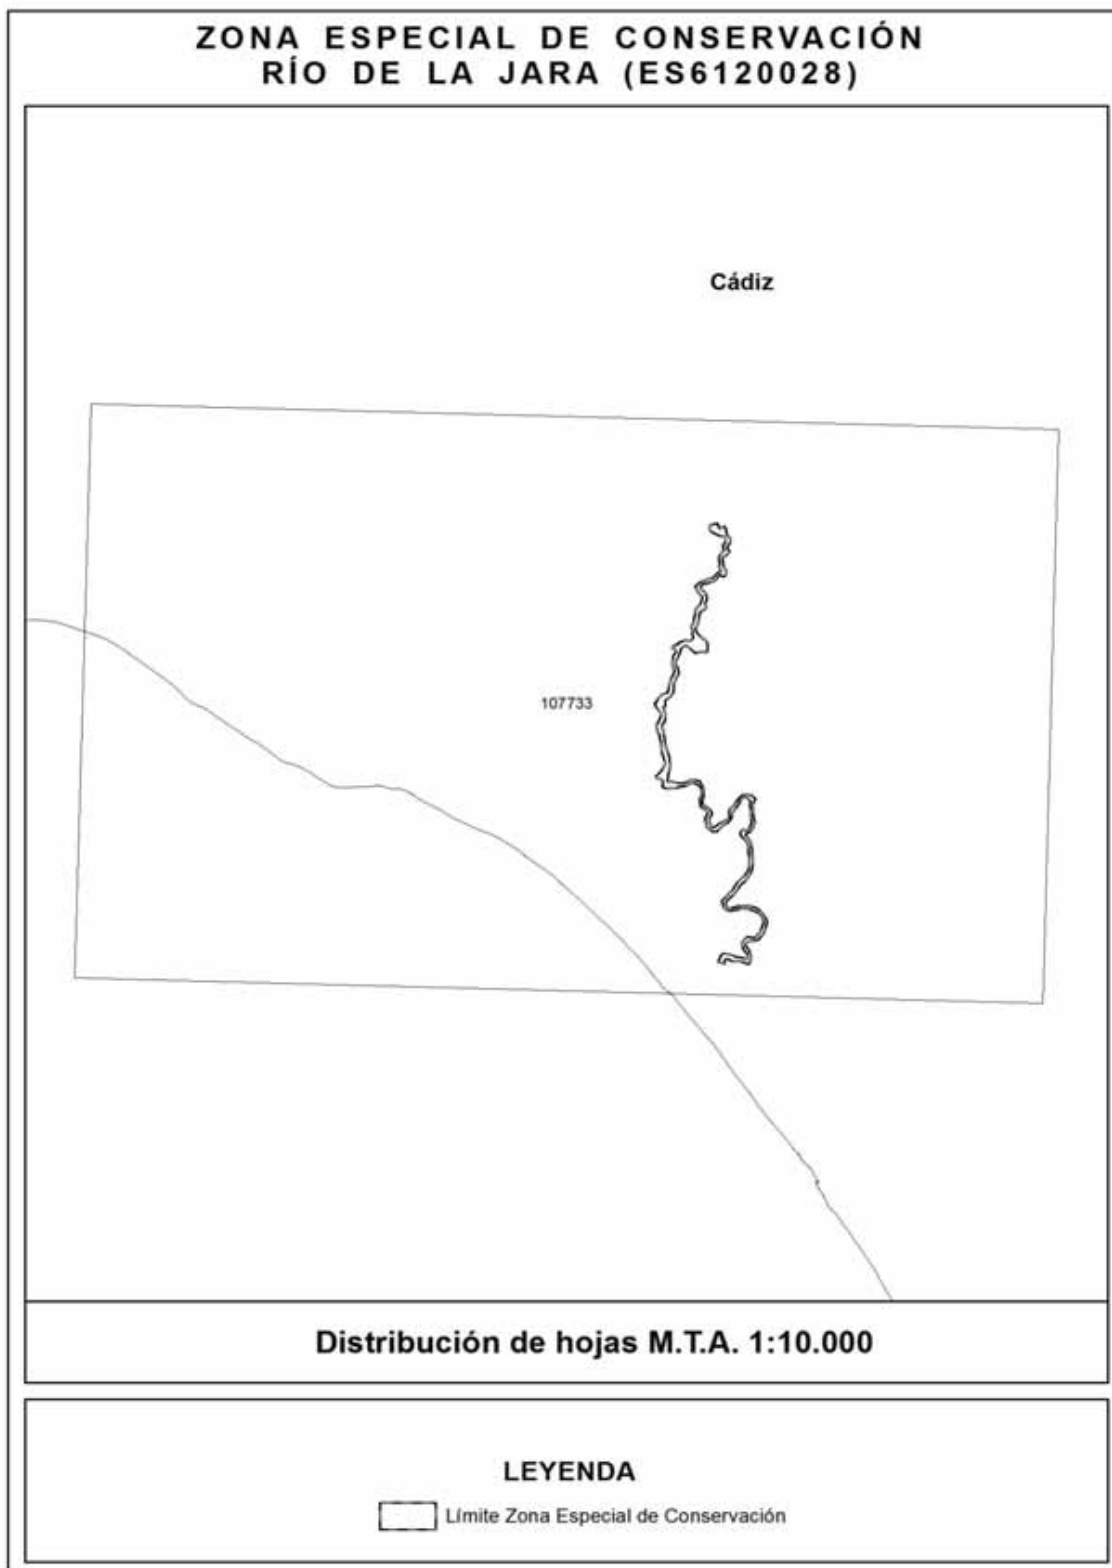 ZONA ESPECIAL DE CONSERVACIÓN
RÍO DE LA JARA (ES6120028)
Cádiz
107733
Distribución de hojas M.T.A. 1:10.000
LEYENDA
Límite Zona Especial de Conservación